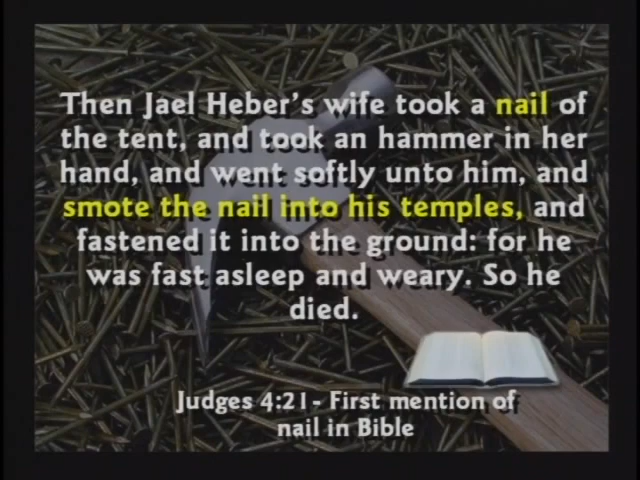 Then Jael Heber's wife took a nail of
the tent, and took an hammer in her
hand, and went softly unto him, and
smote the nail into his temples, and
fastened it into the ground: for he
was fast asleep and weary. So he
died.
Judges 4:21- First mention of
nail in Bible